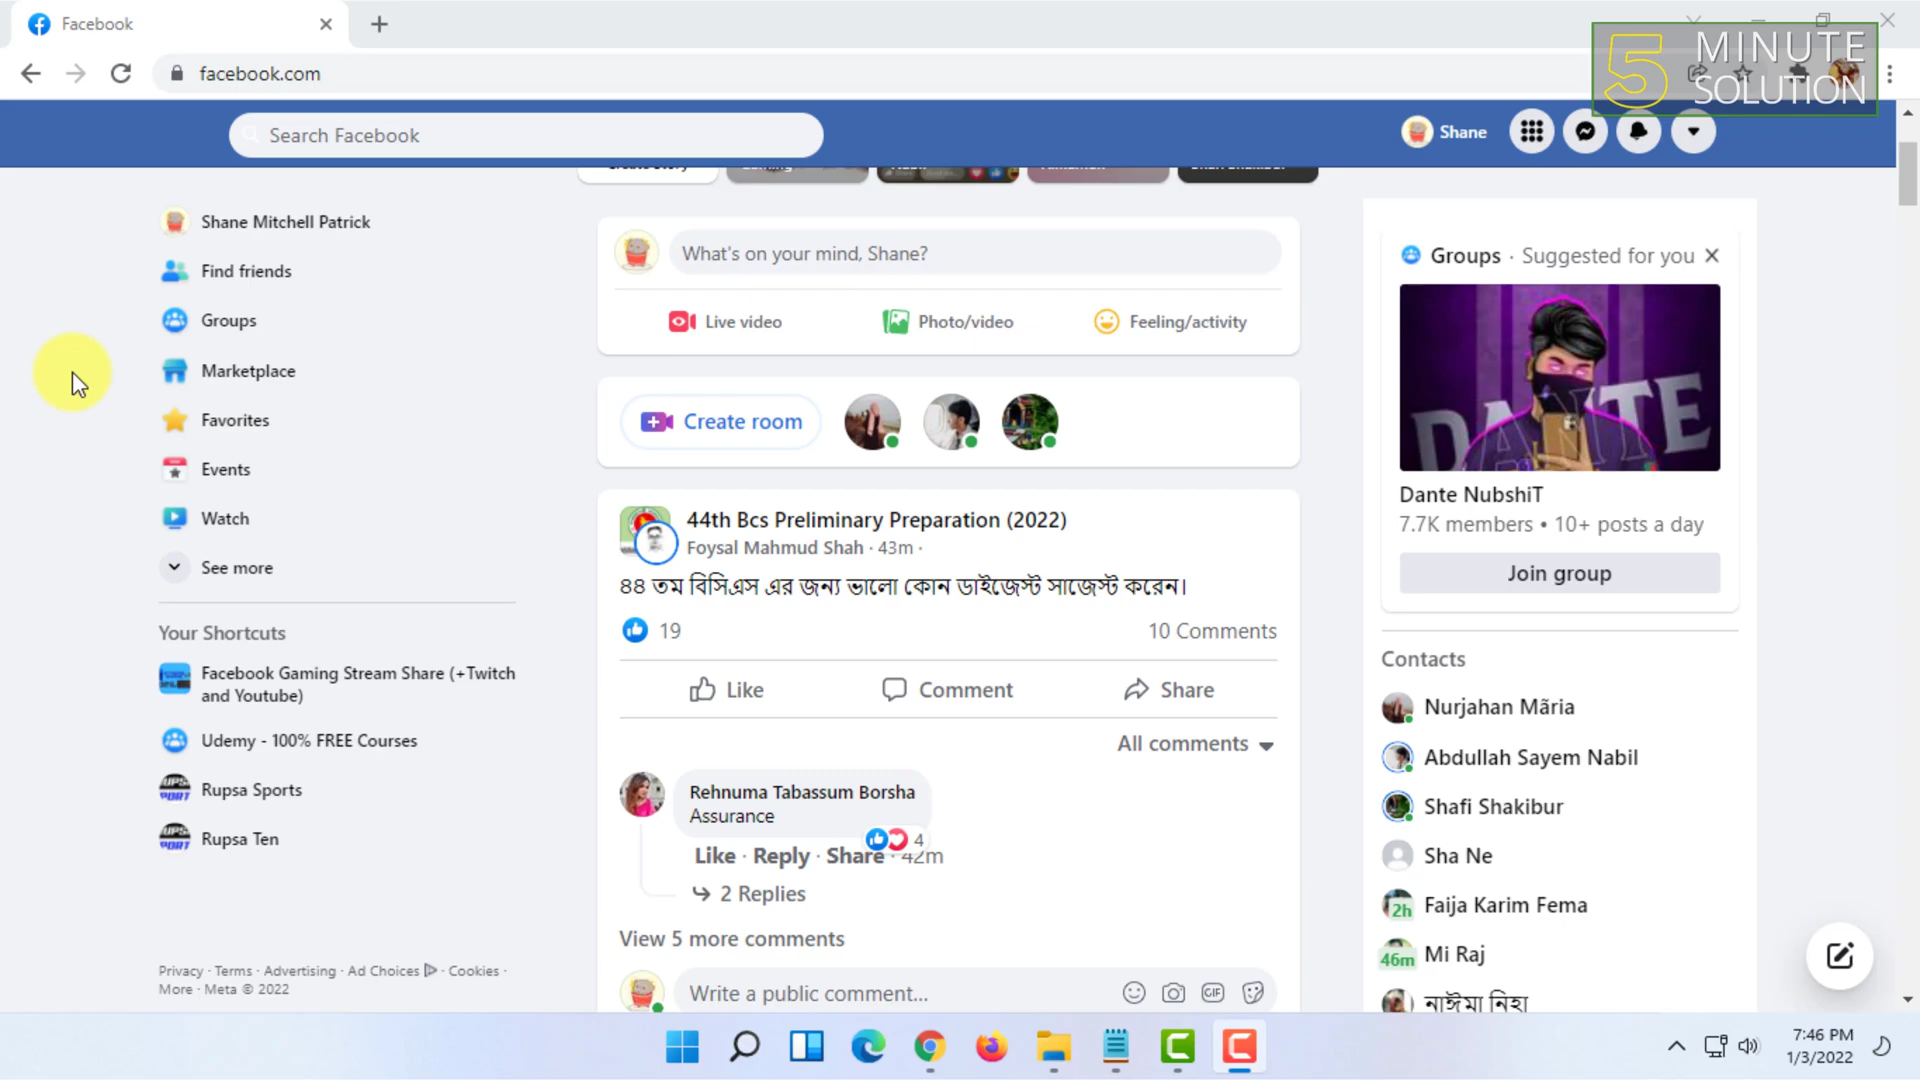 Facebook
5 MINUTE
SOLUTION
facebook.com
Search Facebook
Shane
Create Story
Gaming
Shane Mitchell Patrick
Find friends
Groups
Marketplace
Favorites
Events
Watch
See more
Your Shortcuts
Facebook Gaming Stream Share (+Twitch
and Youtube)
Udemy - 100% FREE Courses
Rupsa Sports
Rupsa Ten
Privacy · Terms · Advertising · Ad Choices · Cookies ·
More · Meta © 2022
What's on your mind, Shane?
Live video
Photo/video
Feeling/activity
Create room
44th Bcs Preliminary Preparation (2022)
Foysal Mahmud Shah · 43m ·
৪৪ তম বিসিএস এর জন্য ভালো কোন ডাইজেস্ট সাজেস্ট করেন।
19
10 Comments
Like
Comment
Share
All comments
Rehnuma Tabassum Borsha
Assurance
4
Like · Reply · Share · 42m
2 Replies
View 5 more comments
Write a public comment...
GIF
Groups · Suggested for you
DANTE
Dante NubshiT
7.7K members • 10+ posts a day
Join group
Contacts
Nurjahan Mãria
Abdullah Sayem Nabil
Shafi Shakibur
Sha Ne
2h
Faija Karim Fema
46m
Mi Raj
নাঈমা নিহা
7:46 PM
1/3/2022